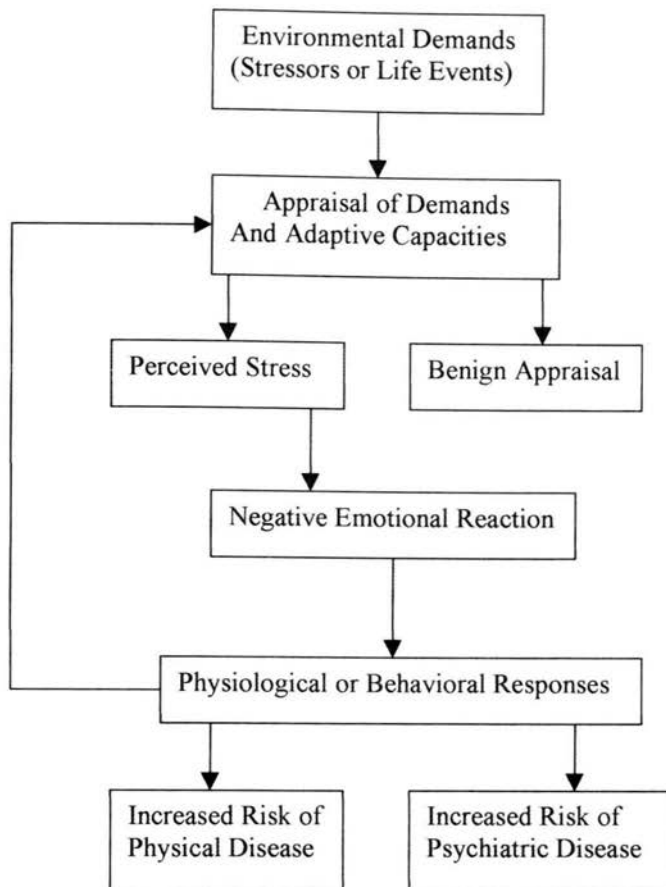 Environmental Demands
(Stressors or Life Events)
Appraisal of Demands
And Adaptive Capacities
Perceived Stress
Benign Appraisal
Negative Emotional Reaction
Physiological or Behavioral Responses
Increased Risk of
Physical Disease
Increased Risk of
Psychiatric Disease